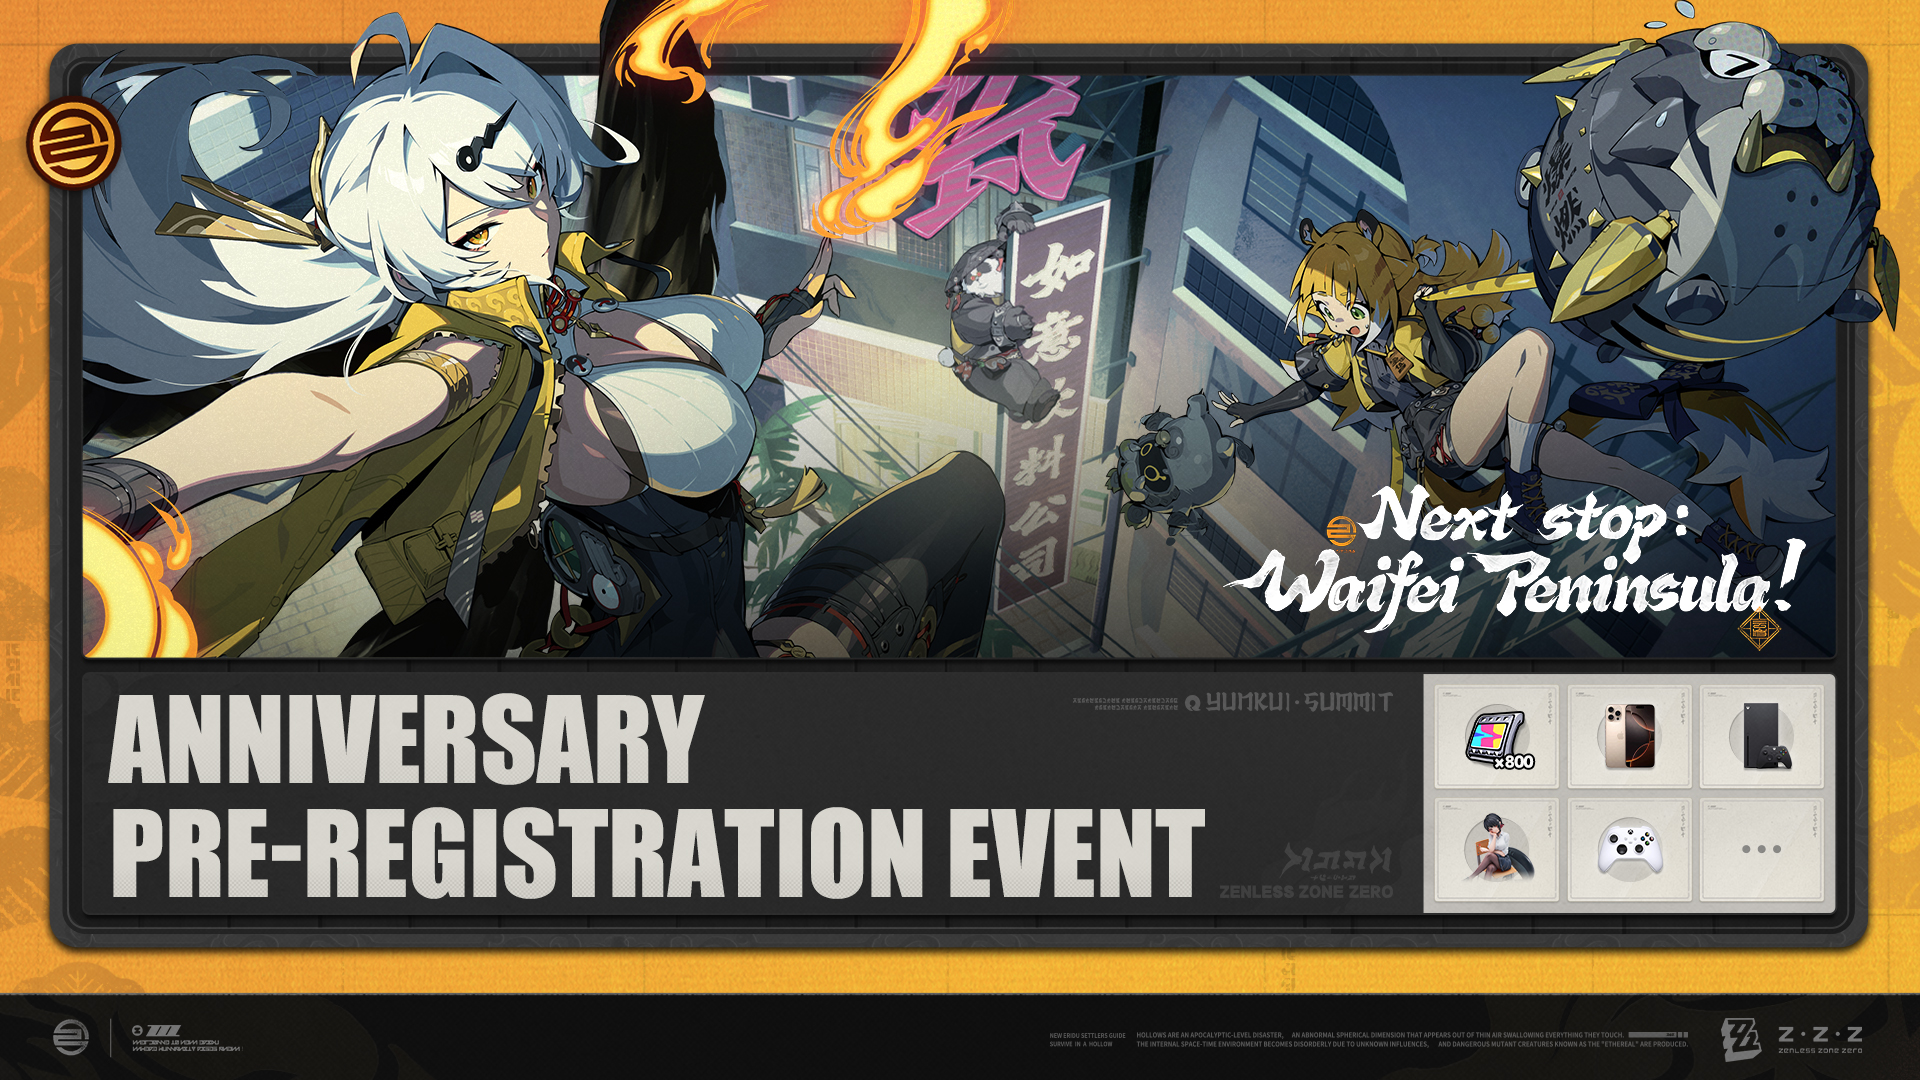 如意火料公司
Next stop:
Waifei Peninsula!
ANNIVERSARY
PRE-REGISTRATION EVENT
YUNKUI·SUMMIT
ZENLESS ZONE ZERO
×800
NEW ERIDU SETTLERS GUIDE
SURVIVE IN A HOLLOW
HOLLOWS ARE AN APOCALYPTIC-LEVEL DISASTER, AN ABNORMAL SPHERICAL DIMENSION THAT APPEARS OUT OF THIN AIR SWALLOWING EVERYTHING THEY TOUCH.
THE INTERNAL SPACE-TIME ENVIRONMENT BECOMES DISORDERLY DUE TO UNKNOWN INFLUENCES, AND DANGEROUS MUTANT CREATURES KNOWN AS THE "ETHEREAL" ARE PRODUCED.
Z·Z·Z
ZENLESS ZONE ZERO